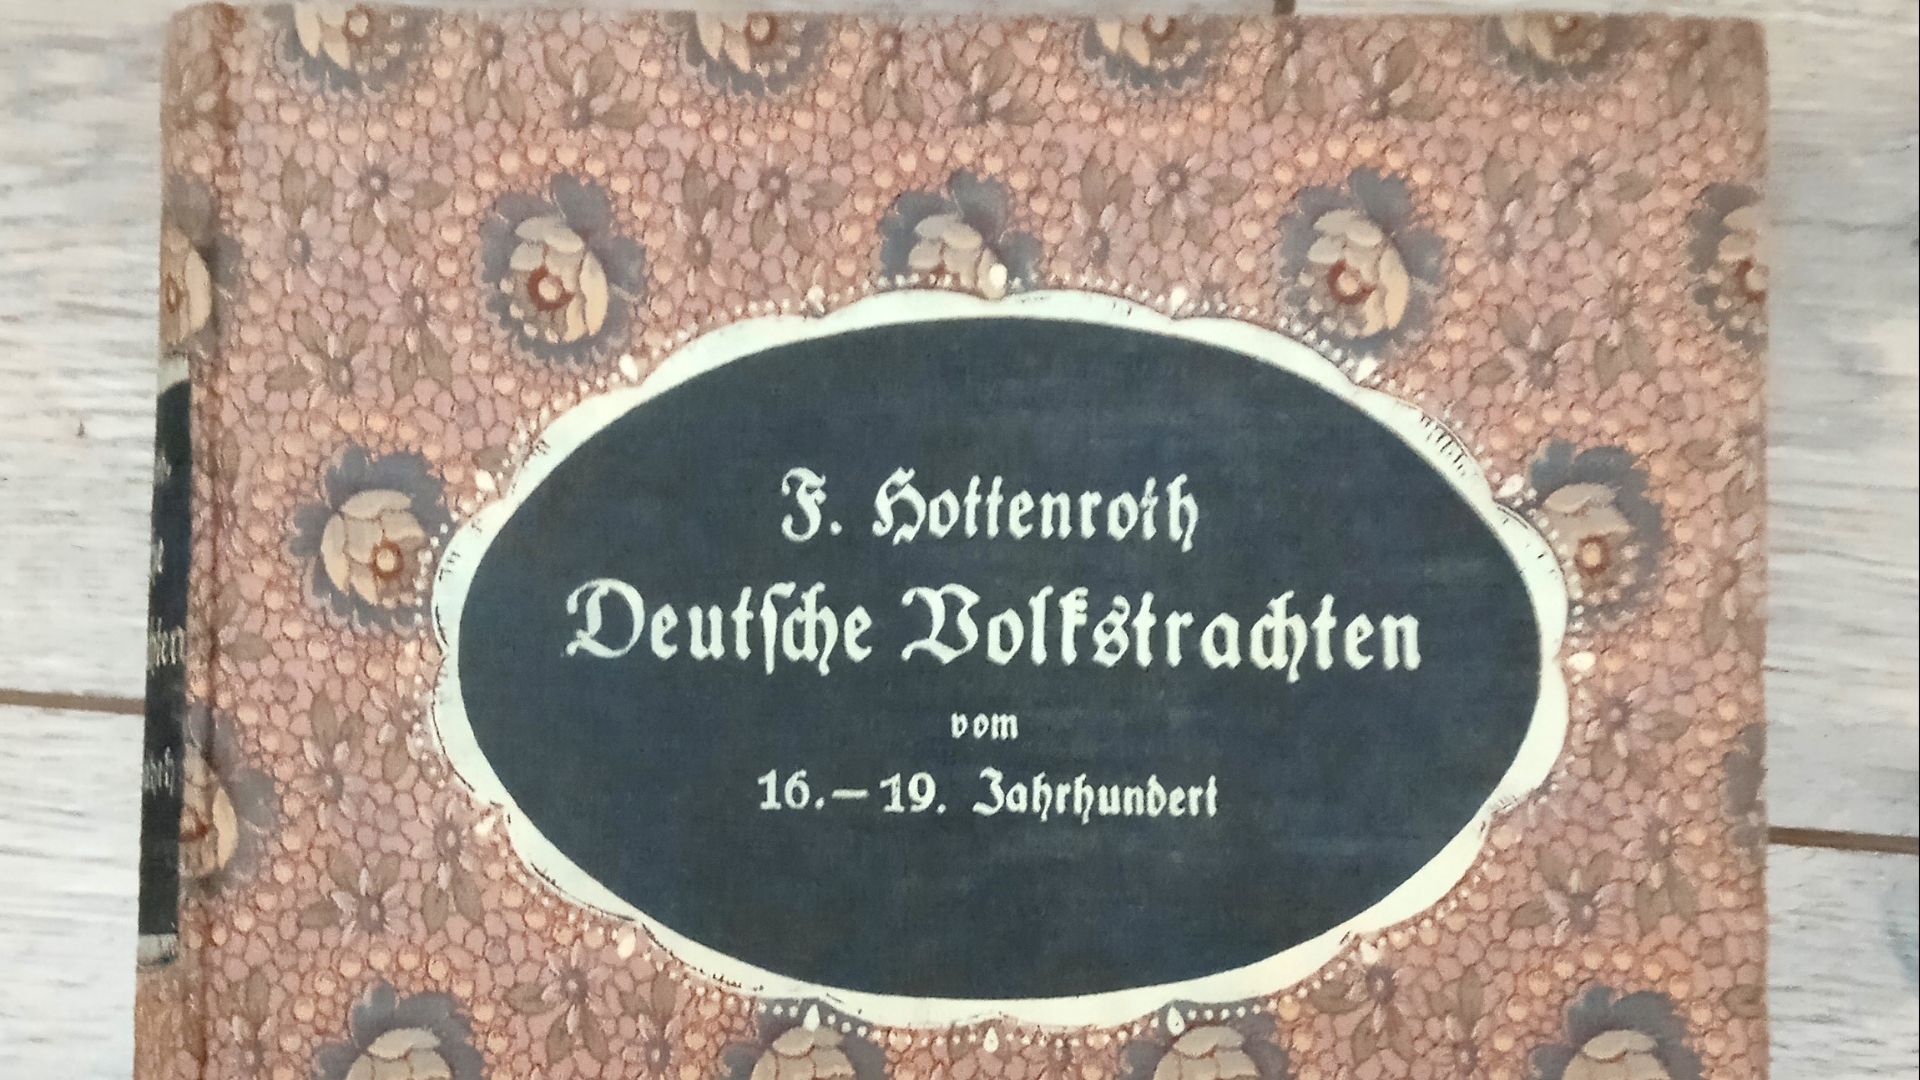 F. Hottenroth
Deutſche Volkstrachten
vom
16.–19. Jahrhundert